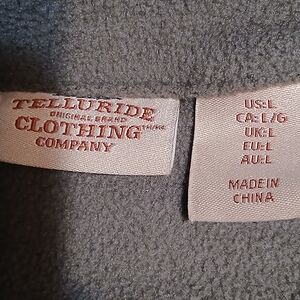 TELLURIDE
ORIGINAL BRAND
CLOTHING
COMPANY
US:L
CA:L/G
UK:L
EU:L
AU:L
MADE IN
CHINA